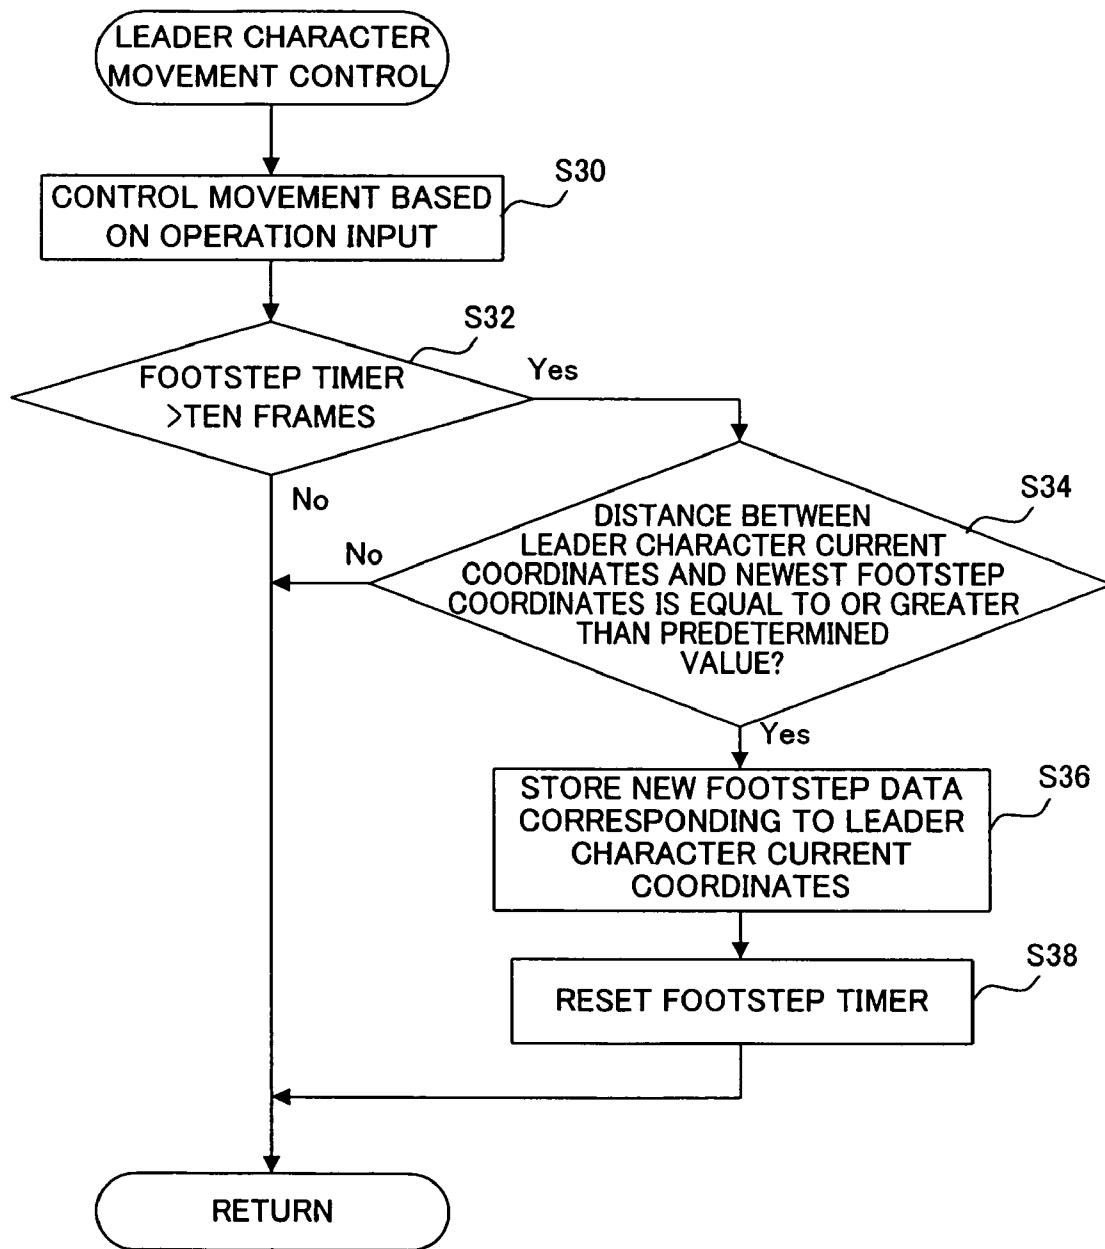 LEADER CHARACTER
MOVEMENT CONTROL
S30
CONTROL MOVEMENT BASED
ON OPERATION INPUT
S32
FOOTSTEP TIMER
>TEN FRAMES
Yes
No
S34
DISTANCE BETWEEN
LEADER CHARACTER CURRENT
COORDINATES AND NEWEST FOOTSTEP
COORDINATES IS EQUAL TO OR GREATER
THAN PREDETERMINED
VALUE?
No
Yes
S36
STORE NEW FOOTSTEP DATA
CORRESPONDING TO LEADER
CHARACTER CURRENT
COORDINATES
S38
RESET FOOTSTEP TIMER
RETURN